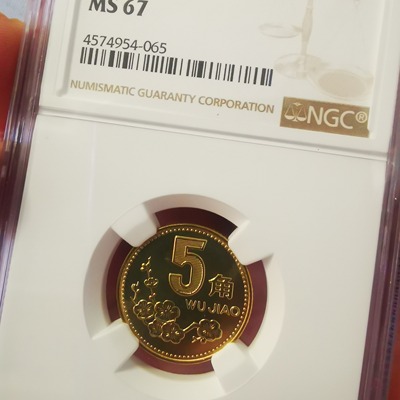 MS 67
4574954-065
NUMISMATIC GUARANTY CORPORATION
NGC®
5角
WU JIAO